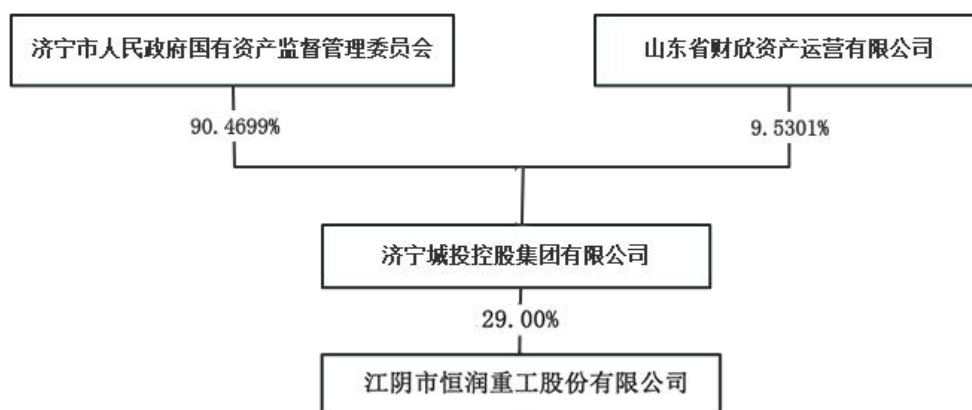 济宁市人民政府国有资产监督管理委员会
山东省财欣资产运营有限公司
90.4699%
9.5301%
济宁城投控股集团有限公司
29.00%
江阴市恒润重工股份有限公司